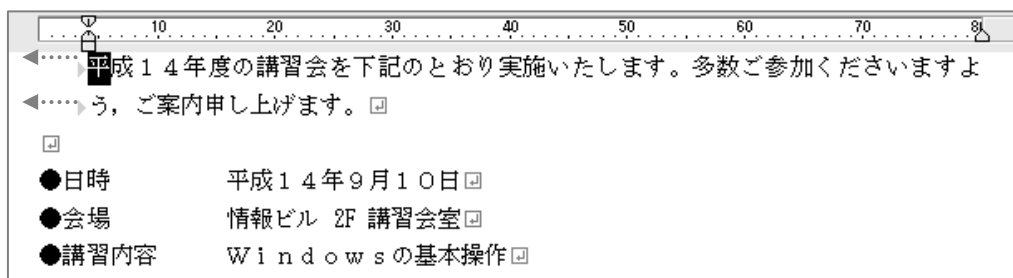 10 20 30 40 50 60 70 8
平成１４年度の講習会を下記のとおり実施いたします。多数ご参加くださいますよ
う，ご案内申し上げます。
●日時 平成１４年９月１０日
●会場 情報ビル 2F 講習会室
●講習内容 Ｗｉｎｄｏｗｓの基本操作